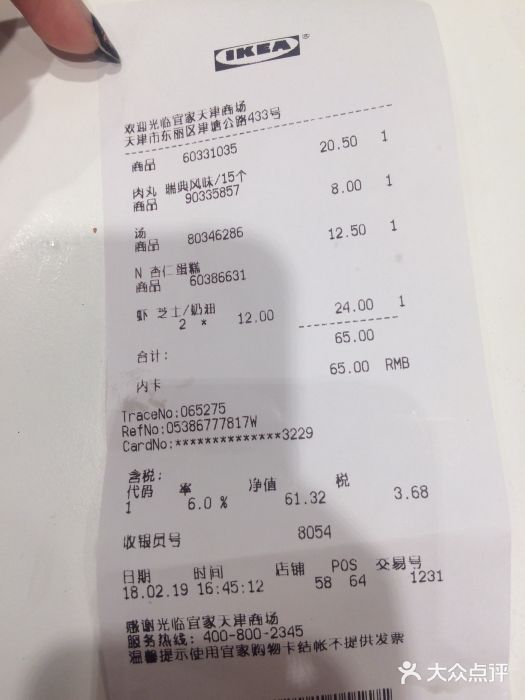 IKEA®
欢迎光临宜家天津商场
天津市东丽区津塘公路433号
商品 60331035 20.50 1
肉丸 瑞典风味/15个
商品 90335857 8.00 1
汤
商品 80346286 12.50 1
N 杏仁蛋糕
商品 60386631
虾 芝士/奶油 24.00 1
2 * 12.00
65.00
合计:
65.00 RMB
内卡
TraceNo:065275
RefNo:05386777817W
CardNo:**************3229
含税:
代码 率 净值 税
1 6.0 % 61.32 3.68
收银员号 8054
日期 时间 店铺 POS 交易号
18.02.19 16:45:12 58 64 1231
感谢光临宜家天津商场
服务热线: 400-800-2345
温馨提示使用宜家购物卡结帐不提供发票
大众点评